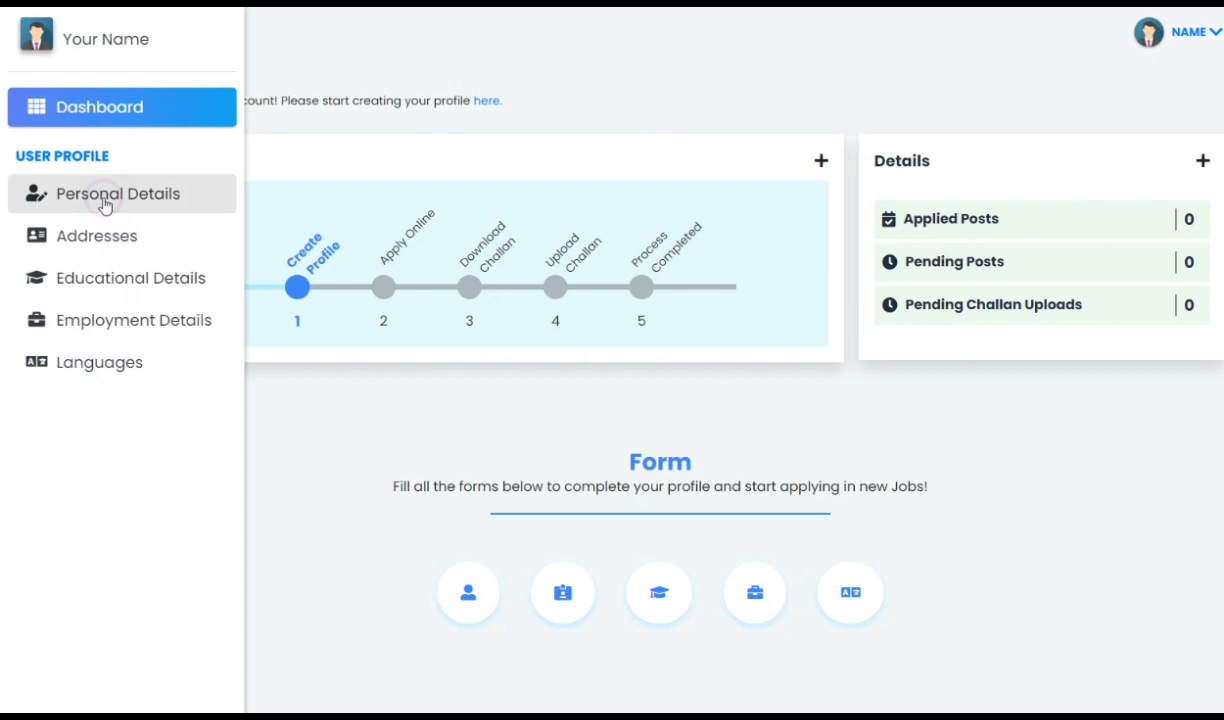 Your Name
NAME
Dashboard
count! Please start creating your profile here.
USER PROFILE
Personal Details
Addresses
Educational Details
Employment Details
Languages
Create Profile
Apply Online
Download Challan
Upload Challan
Process Completed
1 2 3 4 5
Details
Applied Posts 0
Pending Posts 0
Pending Challan Uploads 0
Form
Fill all the forms below to complete your profile and start applying in new Jobs!